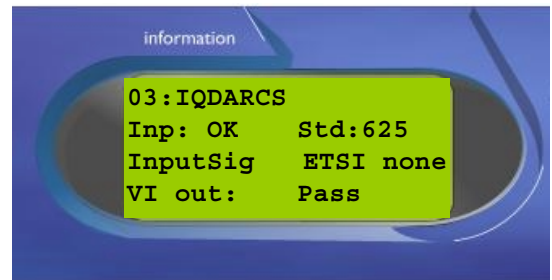 information
03:IQDARCS
Inp: OK Std:625
InputSig ETSI none
VI out: Pass